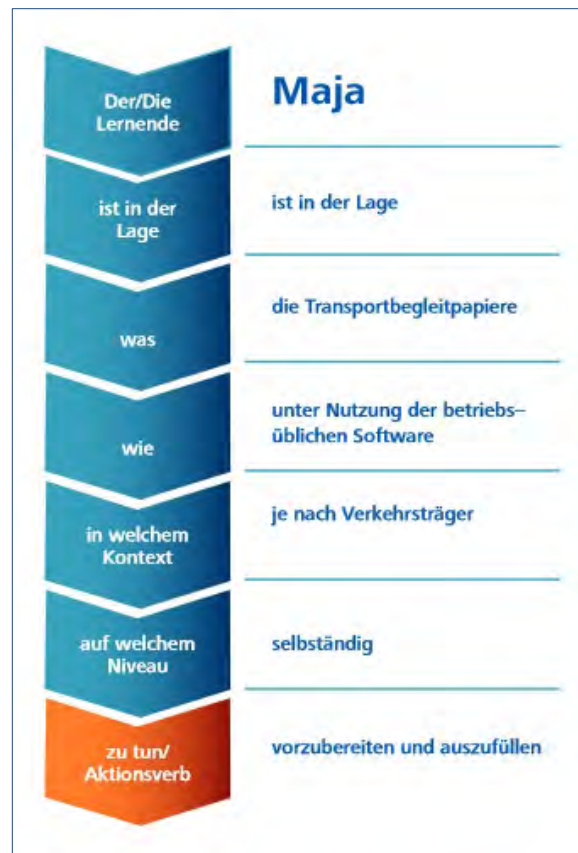 Der/Die
Lernende
Maja
ist in der
Lage
ist in der Lage
was
die Transportbegleitpapiere
wie
unter Nutzung der betriebs–
üblichen Software
in welchem
Kontext
je nach Verkehrsträger
auf welchem
Niveau
selbständig
zu tun/
Aktionsverb
vorzubereiten und auszufüllen